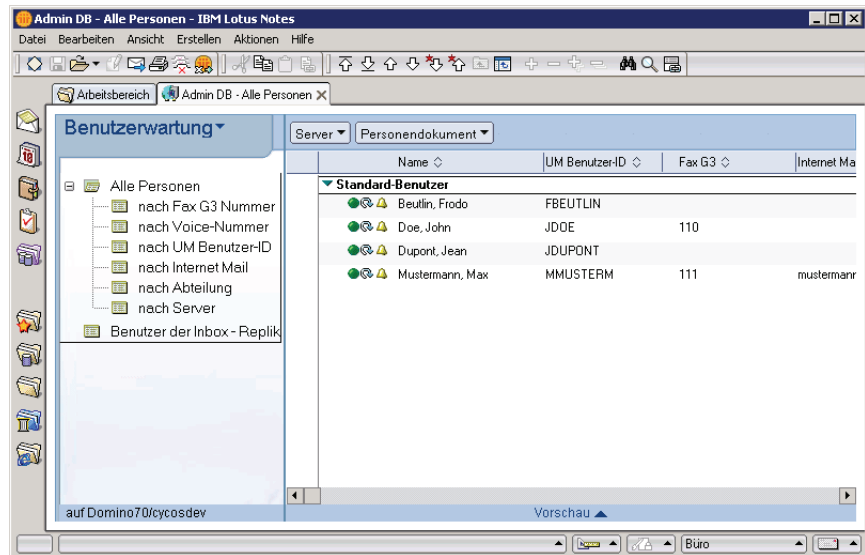 Admin DB - Alle Personen - IBM Lotus Notes
Datei Bearbeiten Ansicht Erstellen Aktionen Hilfe
Arbeitsbereich Admin DB - Alle Personen
Benutzerwartung
Server Personendokument
Name UM Benutzer-ID Fax G3 Internet Ma
Alle Personen
nach Fax G3 Nummer
nach Voice-Nummer
nach UM Benutzer-ID
nach Internet Mail
nach Abteilung
nach Server
Benutzer der Inbox - Replik
Standard-Benutzer
Beutlin, Frodo FBEUTLIN
Doe, John JDOE 110
Dupont, Jean JDUPONT
Mustermann, Max MMUSTERM 111 mustermann
auf Domino70/cycosdev
Vorschau
Büro